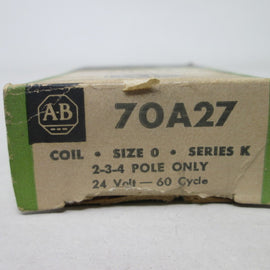 AB
70A27
COIL • SIZE 0 • SERIES K
2-3-4 POLE ONLY
24 Volt — 60 Cycle